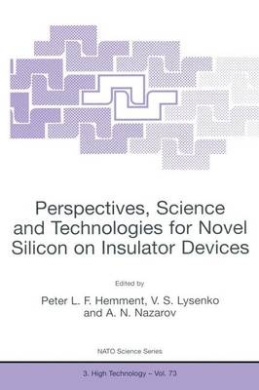 Perspectives, Science
and Technologies for Novel
Silicon on Insulator Devices
Edited by
Peter L. F. Hemment, V. S. Lysenko
and A. N. Nazarov
NATO Science Series
3. High Technology – Vol. 73